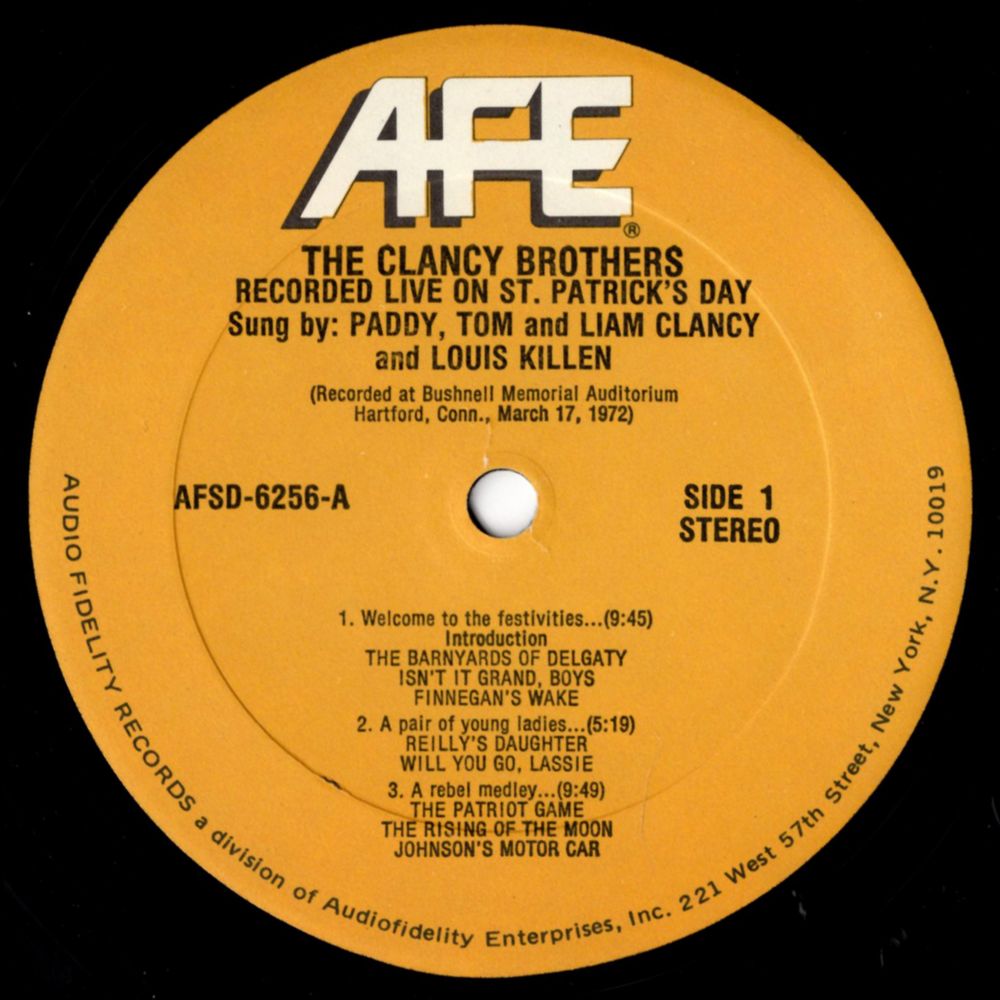 AFE®
THE CLANCY BROTHERS
RECORDED LIVE ON ST. PATRICK'S DAY
Sung by: PADDY, TOM and LIAM CLANCY
and LOUIS KILLEN
(Recorded at Bushnell Memorial Auditorium
Hartford, Conn., March 17, 1972)
AFSD-6256-A
SIDE 1
STEREO
1. Welcome to the festivities...(9:45)
Introduction
THE BARNYARDS OF DELGATY
ISN'T IT GRAND, BOYS
FINNEGAN'S WAKE
2. A pair of young ladies...(5:19)
REILLY'S DAUGHTER
WILL YOU GO, LASSIE
3. A rebel medley...(9:49)
THE PATRIOT GAME
THE RISING OF THE MOON
JOHNSON'S MOTOR CAR
AUDIO FIDELITY RECORDS a division of Audiofidelity Enterprises, Inc. 221 West 57th Street, New York, N.Y. 10019